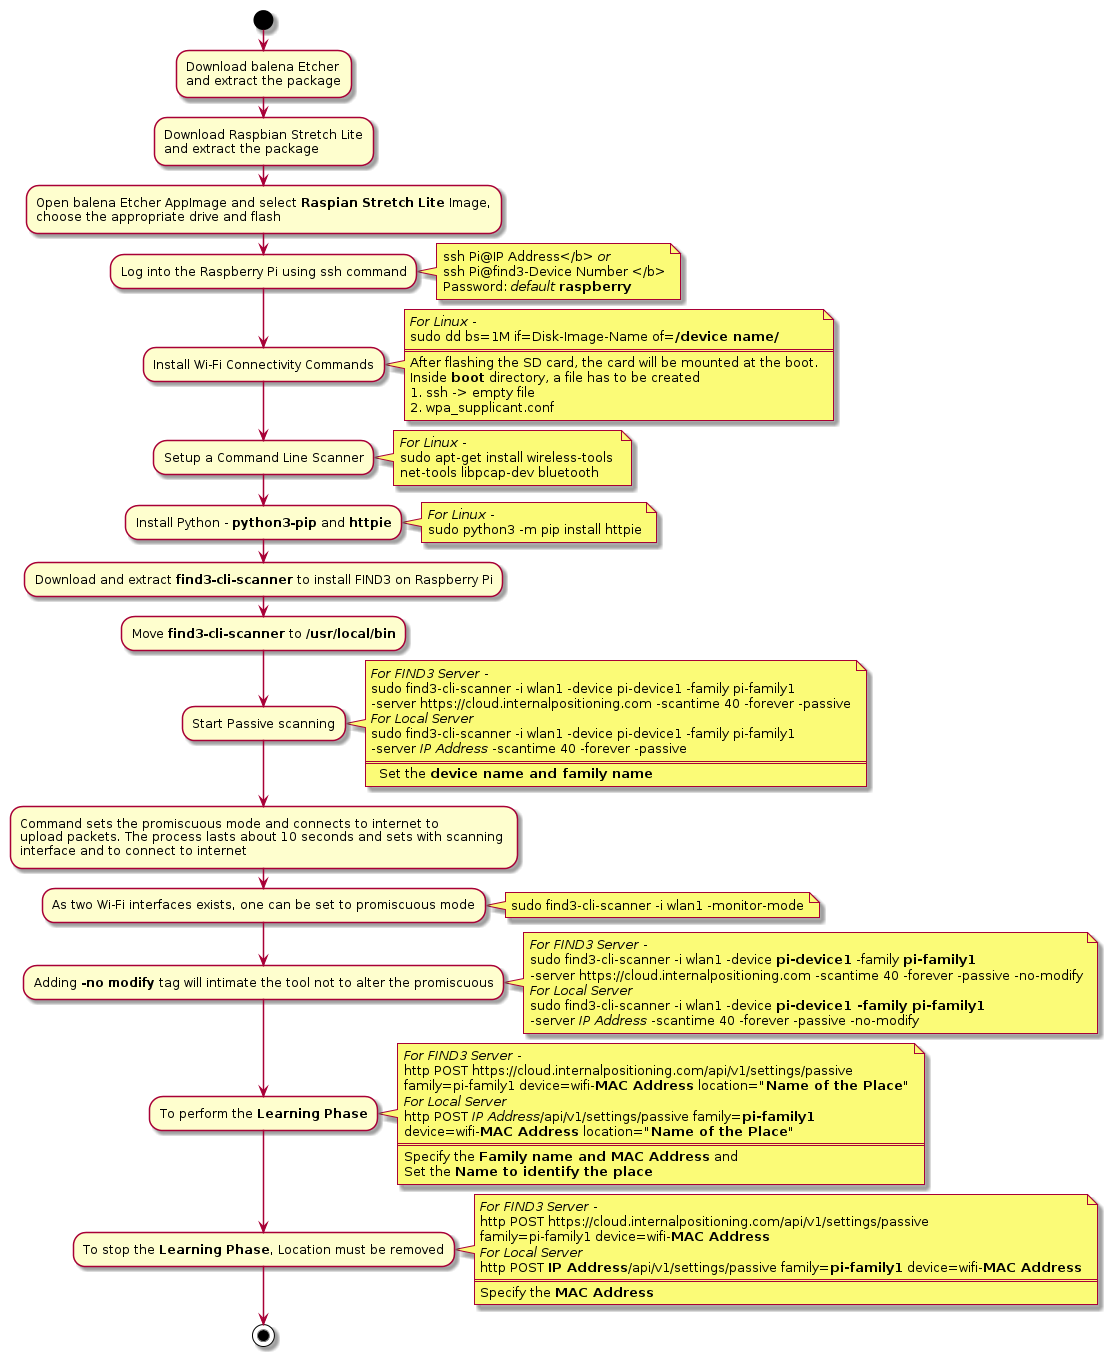 Download balena Etcher
and extract the package
Download Raspbian Stretch Lite
and extract the package
Open balena Etcher AppImage and select Raspian Stretch Lite Image,
choose the appropriate drive and flash
Log into the Raspberry Pi using ssh command
ssh Pi@IP Address</b> or
ssh Pi@find3-Device Number </b>
Password: default raspberry
Install Wi-Fi Connectivity Commands
For Linux -
sudo dd bs=1M if=Disk-Image-Name of=/device name/
After flashing the SD card, the card will be mounted at the boot.
Inside boot directory, a file has to be created
1. ssh -> empty file
2. wpa_supplicant.conf
Setup a Command Line Scanner
For Linux -
sudo apt-get install wireless-tools
net-tools libpcap-dev bluetooth
Install Python - python3-pip and httpie
For Linux -
sudo python3 -m pip install httpie
Download and extract find3-cli-scanner to install FIND3 on Raspberry Pi
Move find3-cli-scanner to /usr/local/bin
Start Passive scanning
For FIND3 Server -
sudo find3-cli-scanner -i wlan1 -device pi-device1 -family pi-family1
-server https://cloud.internalpositioning.com -scantime 40 -forever -passive
For Local Server
sudo find3-cli-scanner -i wlan1 -device pi-device1 -family pi-family1
-server IP Address -scantime 40 -forever -passive
Set the device name and family name
Command sets the promiscuous mode and connects to internet to
upload packets. The process lasts about 10 seconds and sets with scanning
interface and to connect to internet
As two Wi-Fi interfaces exists, one can be set to promiscuous mode
sudo find3-cli-scanner -i wlan1 -monitor-mode
Adding -no modify tag will intimate the tool not to alter the promiscuous
For FIND3 Server -
sudo find3-cli-scanner -i wlan1 -device pi-device1 -family pi-family1
-server https://cloud.internalpositioning.com -scantime 40 -forever -passive -no-modify
For Local Server
sudo find3-cli-scanner -i wlan1 -device pi-device1 -family pi-family1
-server IP Address -scantime 40 -forever -passive -no-modify
To perform the Learning Phase
For FIND3 Server -
http POST https://cloud.internalpositioning.com/api/v1/settings/passive
family=pi-family1 device=wifi-MAC Address location="Name of the Place"
For Local Server
http POST IP Address/api/v1/settings/passive family=pi-family1
device=wifi-MAC Address location="Name of the Place"
Specify the Family name and MAC Address and
Set the Name to identify the place
To stop the Learning Phase, Location must be removed
For FIND3 Server -
http POST https://cloud.internalpositioning.com/api/v1/settings/passive
family=pi-family1 device=wifi-MAC Address
For Local Server
http POST IP Address/api/v1/settings/passive family=pi-family1 device=wifi-MAC Address
Specify the MAC Address